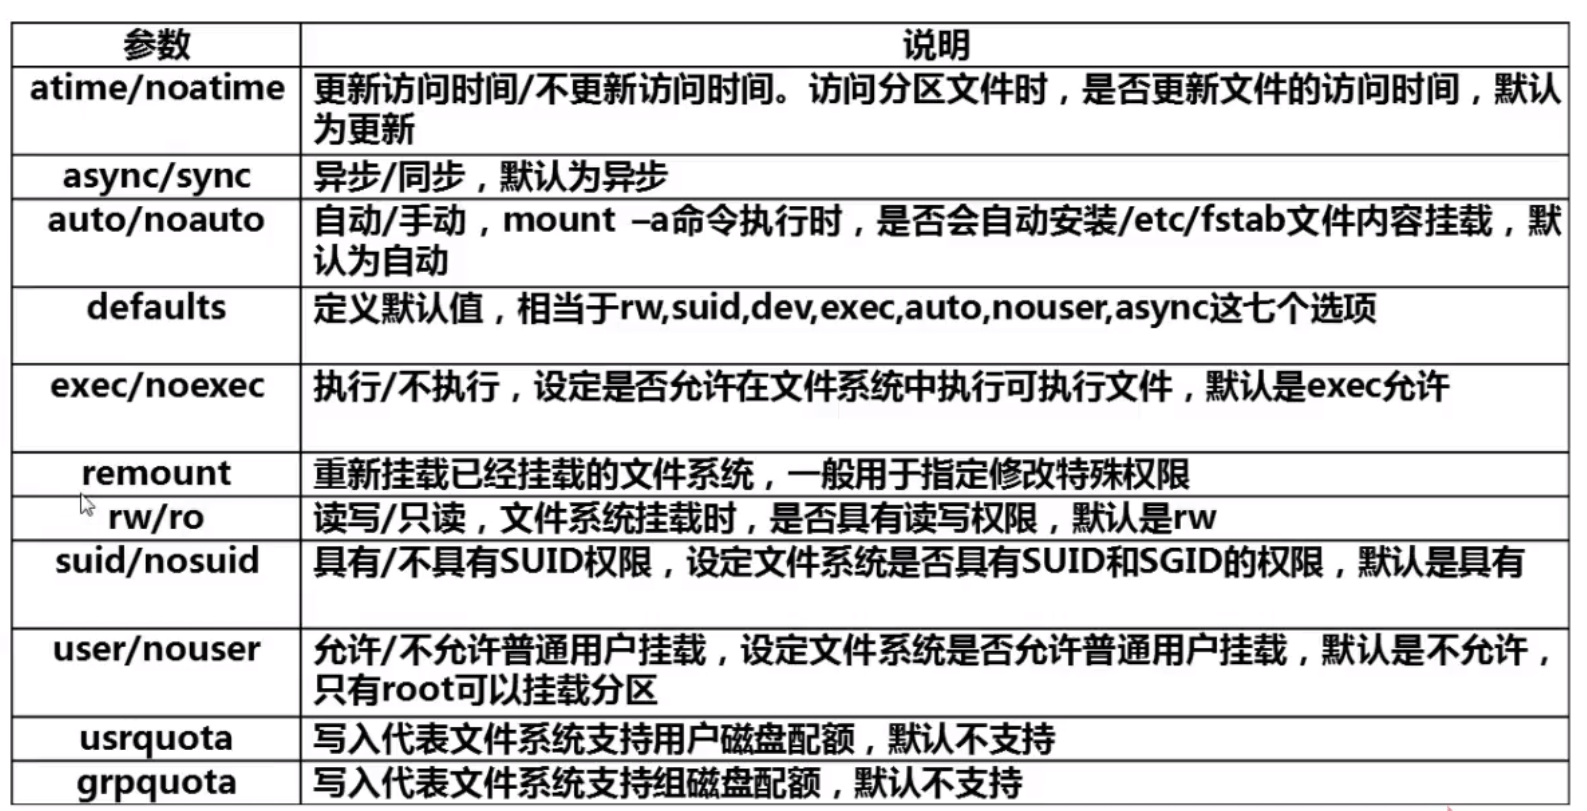 参数 说明
atime/noatime 更新访问时间/不更新访问时间。访问分区文件时，是否更新文件的访问时间，默认
为更新
async/sync 异步/同步，默认为异步
auto/noauto 自动/手动，mount –a命令执行时，是否会自动安装/etc/fstab文件内容挂载，默
认为自动
defaults 定义默认值，相当于rw,suid,dev,exec,auto,nouser,async这七个选项
exec/noexec 执行/不执行，设定是否允许在文件系统中执行可执行文件，默认是exec允许
remount 重新挂载已经挂载的文件系统，一般用于指定修改特殊权限
rw/ro 读写/只读，文件系统挂载时，是否具有读写权限，默认是rw
suid/nosuid 具有/不具有SUID权限，设定文件系统是否具有SUID和SGID的权限，默认是具有
user/nouser 允许/不允许普通用户挂载，设定文件系统是否允许普通用户挂载，默认是不允许，
只有root可以挂载分区
usrquota 写入代表文件系统支持用户磁盘配额，默认不支持
grpquota 写入代表文件系统支持组磁盘配额，默认不支持